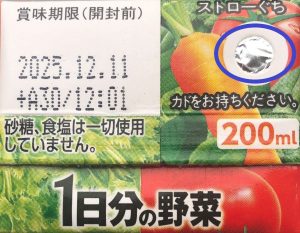 賞味期限(開封前)
2025.12.11
+A30/12:01
砂糖、食塩は一切使用
していません。
ストローぐち
カドをお持ちください。
200ml
1日分の野菜